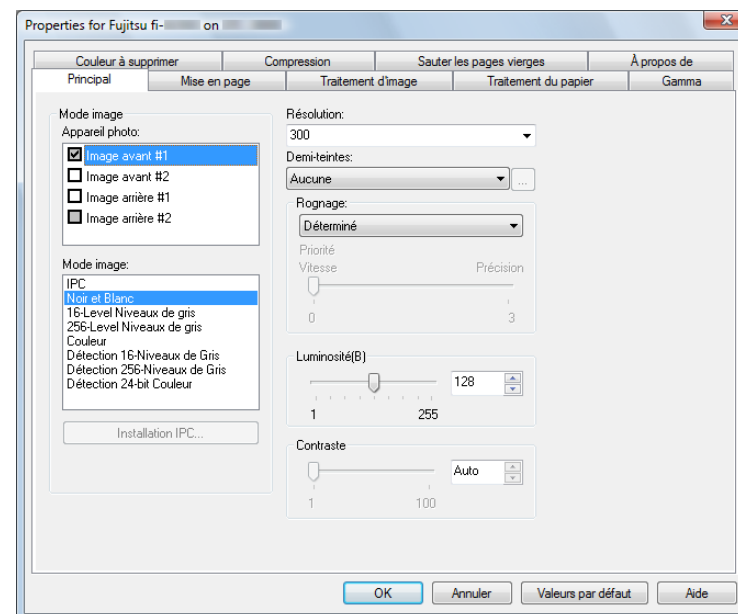 Properties for Fujitsu fi- on
Couleur à supprimer Compression Sauter les pages vierges À propos de
Principal Mise en page Traitement d'image Traitement du papier Gamma
Mode image
Appareil photo:
Image avant #1
Image avant #2
Image arrière #1
Image arrière #2
Mode image:
IPC
Noir et Blanc
16-Level Niveaux de gris
256-Level Niveaux de gris
Couleur
Détection 16-Niveaux de Gris
Détection 256-Niveaux de Gris
Détection 24-bit Couleur
Installation IPC...
Résolution:
300
Demi-teintes:
Aucune ...
Rognage:
Déterminé
Priorité
Vitesse Précision
0 3
Luminosité(B)
128
1 255
Contraste
Auto
1 100
OK Annuler Valeurs par défaut Aide